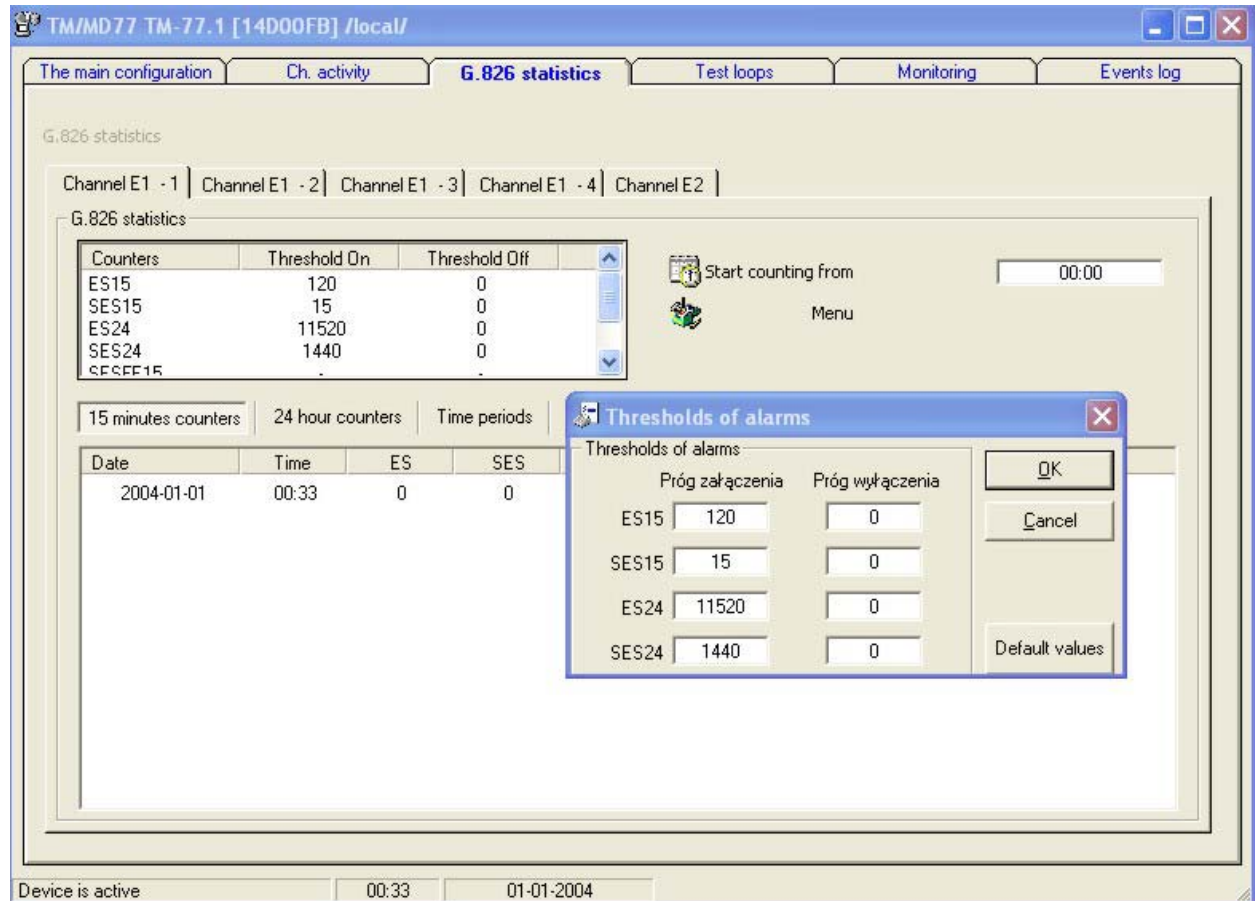 TM/MD77 TM-77.1 [14D00FB] /local/
The main configuration Ch. activity G.826 statistics Test loops Monitoring Events log
G.826 statistics
Channel E1 - 1 Channel E1 - 2 Channel E1 - 3 Channel E1 - 4 Channel E2
G.826 statistics
Counters Threshold On Threshold Off
ES15 120 0
SES15 15 0
ES24 11520 0
SES24 1440 0
SESFE15 - -
Start counting from 00:00
Menu
15 minutes counters 24 hour counters Time periods
Date Time ES SES
2004-01-01 00:33 0 0
Thresholds of alarms
Thresholds of alarms
Próg załączenia Próg wyłączenia
ES15 120 0
SES15 15 0
ES24 11520 0
SES24 1440 0
OK
Cancel
Default values
Device is active 00:33 01-01-2004